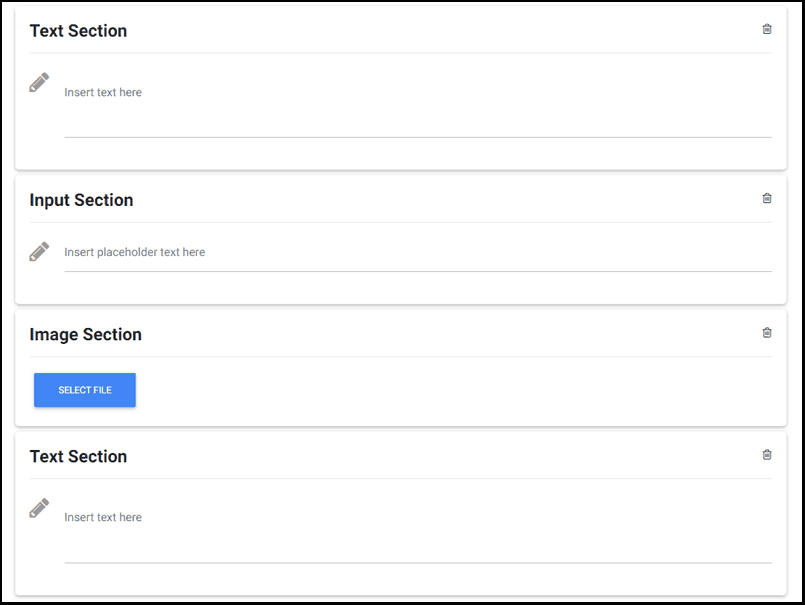 Text Section
Insert text here
Input Section
Insert placeholder text here
Image Section
SELECT FILE
Text Section
Insert text here